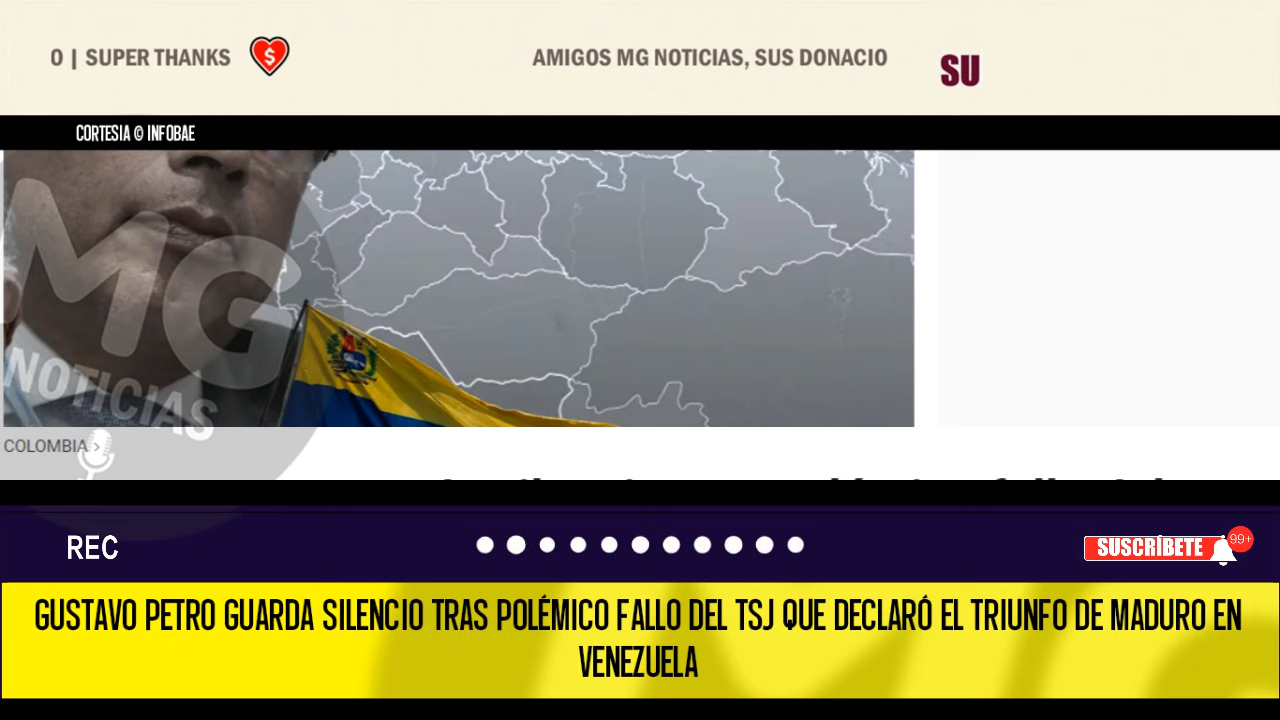 O | SUPER THANKS
AMIGOS MG NOTICIAS, SUS DONACIO
SU
CORTESIA © INFOBAE
MG
NOTICIAS
COLOMBIA >
REC
SUSCRÍBETE
99+
GUSTAVO PETRO GUARDA SILENCIO TRAS POLÉMICO FALLO DEL TSJ QUE DECLARÓ EL TRIUNFO DE MADURO EN
VENEZUELA